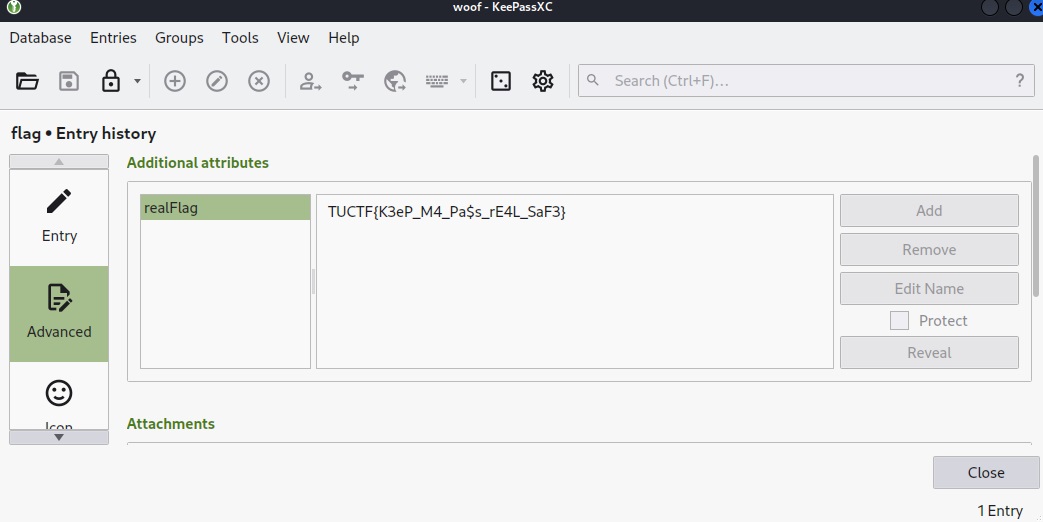 woof - KeePassXC
Database Entries Groups Tools View Help
Search (Ctrl+F)... ?
flag • Entry history
Additional attributes
Entry
Advanced
Icon
realFlag
TUCTF{K3eP_M4_Pa$s_rE4L_SaF3}
Add
Remove
Edit Name
Protect
Reveal
Attachments
Close
1 Entry